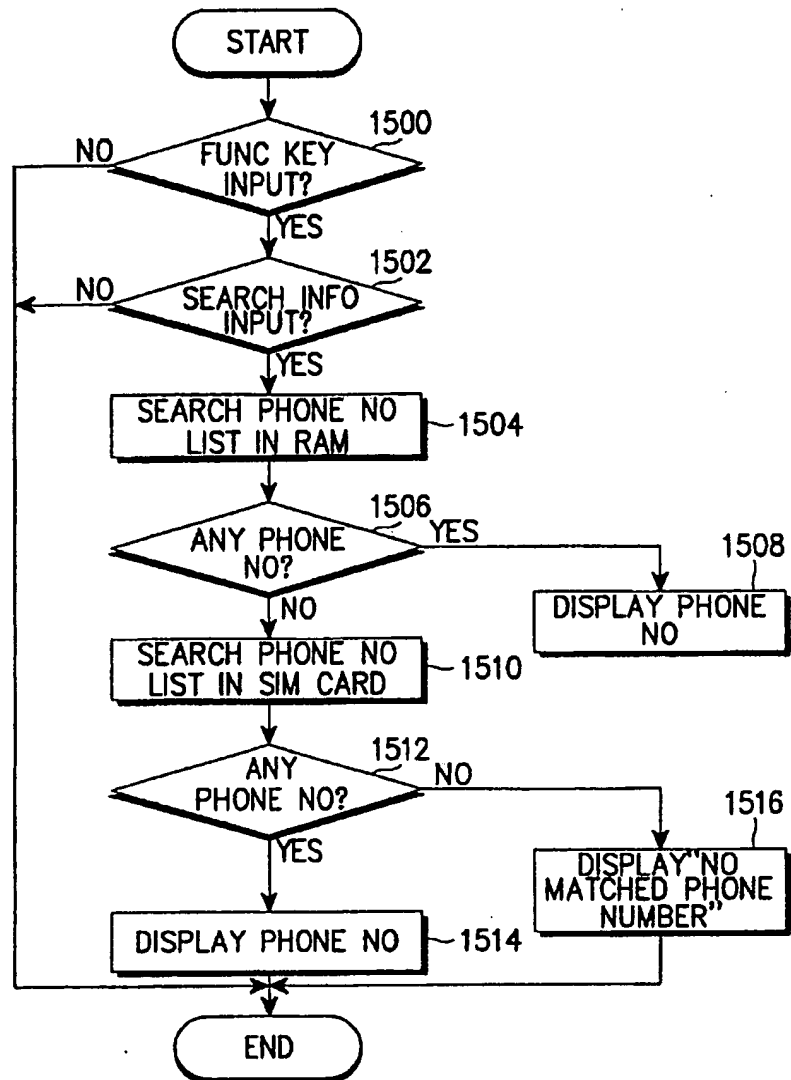 START
1500
NO
FUNC KEY
INPUT?
YES
1502
NO
SEARCH INFO
INPUT?
YES
SEARCH PHONE NO
LIST IN RAM
1504
1506
ANY PHONE
NO?
YES
NO
1508
DISPLAY PHONE
NO
SEARCH PHONE NO
LIST IN SIM CARD
1510
1512
ANY
PHONE NO?
NO
YES
1516
DISPLAY"NO
MATCHED PHONE
NUMBER"
DISPLAY PHONE NO
1514
END